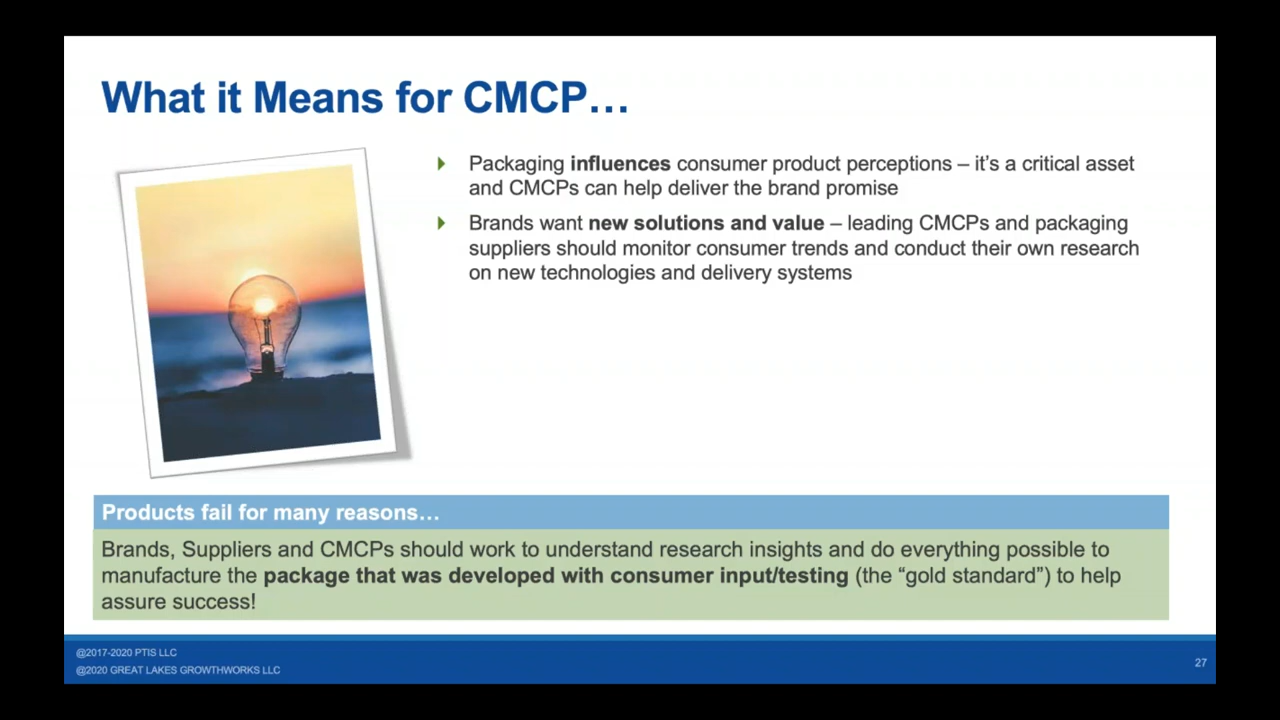 What it Means for CMCP…
Packaging influences consumer product perceptions – it’s a critical asset
and CMCPs can help deliver the brand promise
Brands want new solutions and value – leading CMCPs and packaging
suppliers should monitor consumer trends and conduct their own research
on new technologies and delivery systems
Products fail for many reasons…
Brands, Suppliers and CMCPs should work to understand research insights and do everything possible to
manufacture the package that was developed with consumer input/testing (the “gold standard”) to help
assure success!
@2017-2020 PTIS LLC
@2020 GREAT LAKES GROWTHWORKS LLC
27